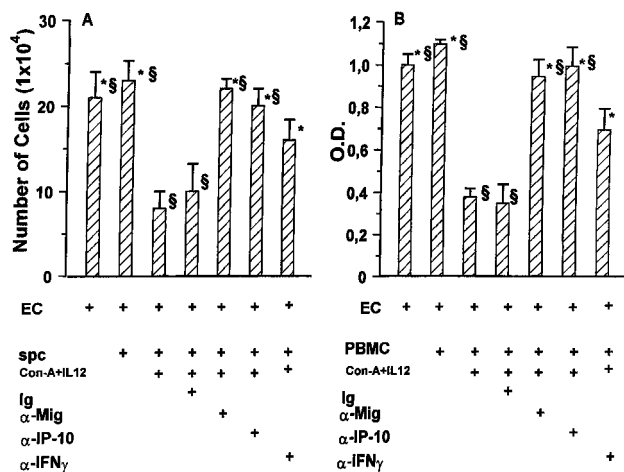 A
Number of Cells (1x10⁴)
30
20
10
0
*§ *§ § § *§ *§ *
EC + + + + + + +
spc + + + + + +
Con-A+IL12 + + + + +
Ig +
α-Mig +
α-IP-10 +
α-IFNγ +
B
O.D.
1,2
1,0
0,8
0,6
0,4
0,2
0
*§ *§ § § *§ *§ *
EC + + + + + + +
PBMC + + + + + +
Con-A+IL12 + + + + +
Ig +
α-Mig +
α-IP-10 +
α-IFNγ +